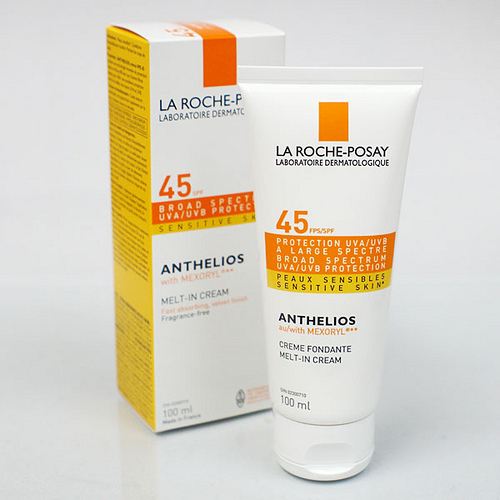 LA ROCHE-P
LABORATOIRE DERMATO
45 SPF
BROAD SPECT
UVA/UVB PROTEC
SENSITIVE SK
ANTHELIOS
with MEXORYL
MELT-IN CREAM
Fast absorbing, velvet finish
Fragrance-free
100 ml
Made in France
LA ROCHE-POSAY
LABORATOIRE DERMATOLOGIQUE
45 FPS/SPF
PROTECTION UVA/UVB
À LARGE SPECTRE
BROAD SPECTRUM
UVA/UVB PROTECTION
PEAUX SENSIBLES
SENSITIVE SKIN*
ANTHELIOS
au/with MEXORYL
CREME FONDANTE
MELT-IN CREAM
100 ml